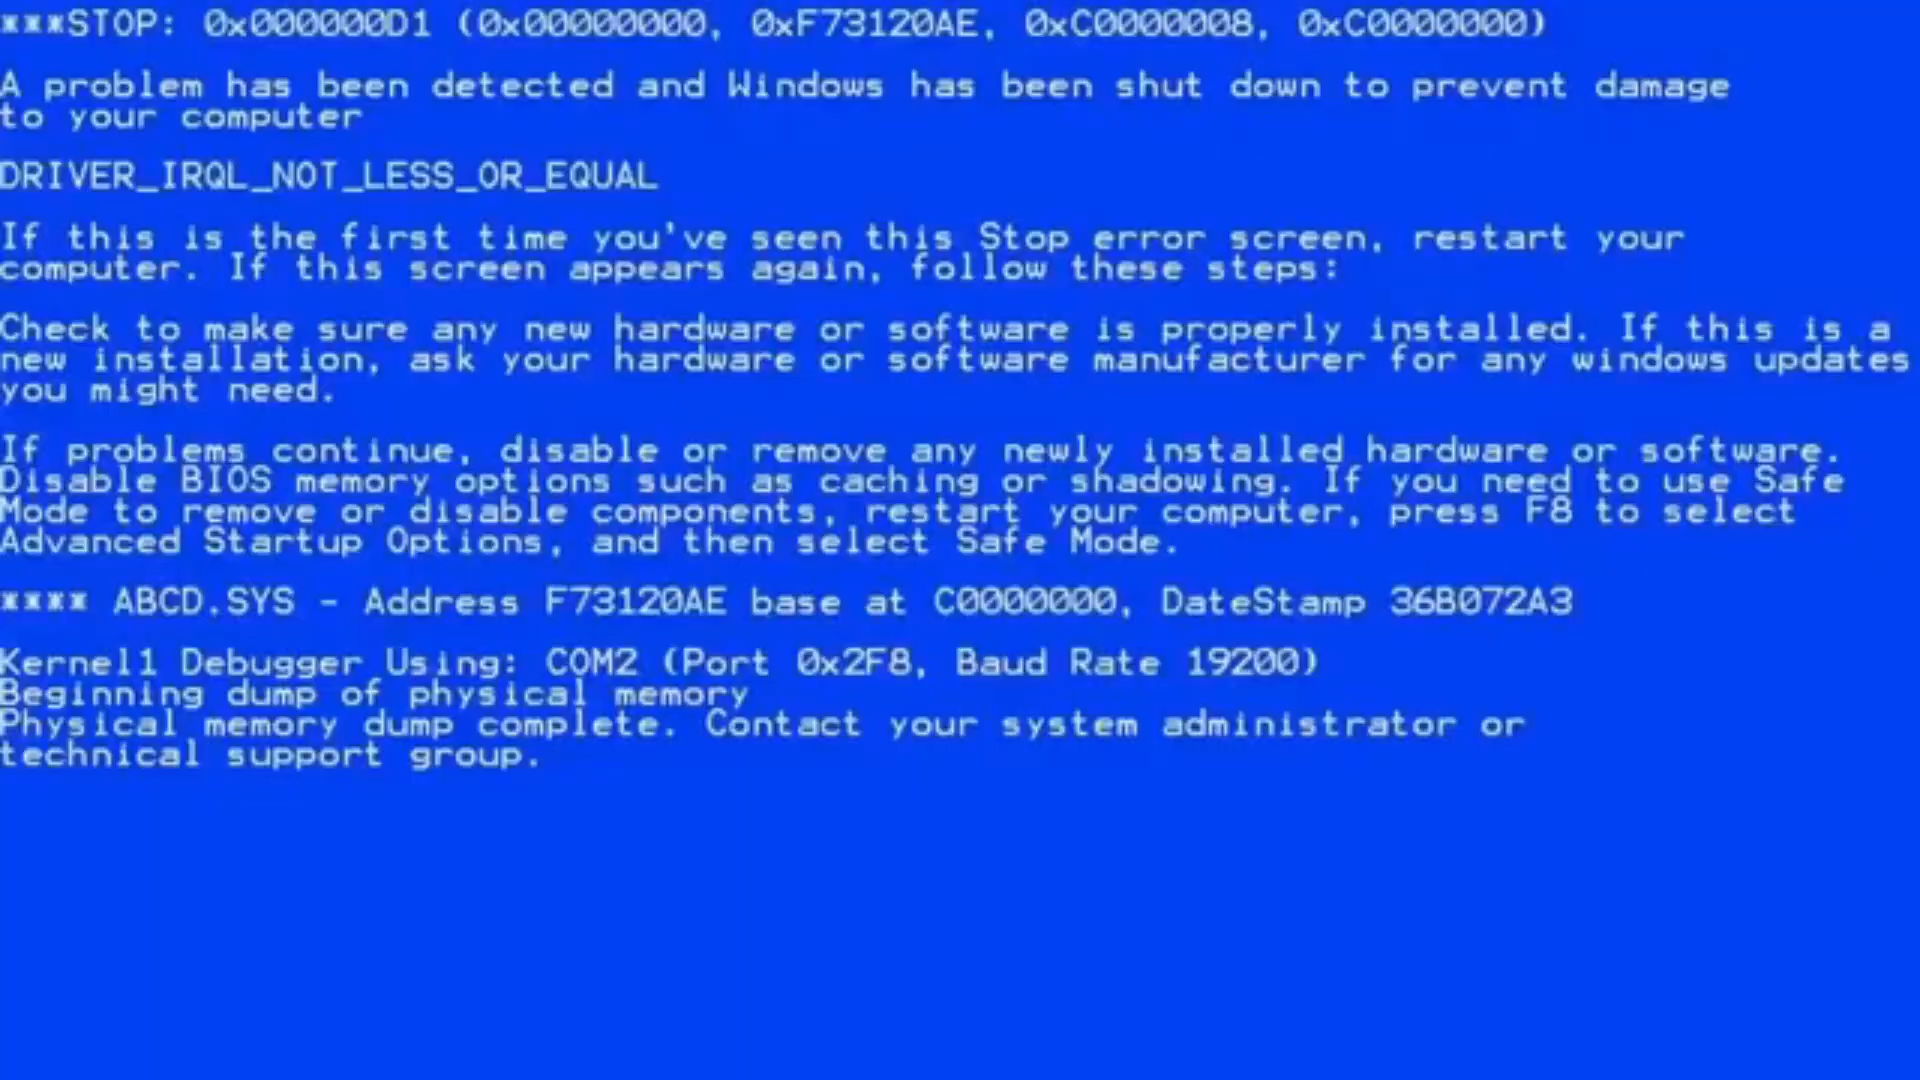 ***STOP: 0x000000D1 (0x00000000, 0xF73120AE, 0xC0000008, 0xC0000000)
A problem has been detected and Windows has been shut down to prevent damage
to your computer
DRIVER_IRQL_NOT_LESS_OR_EQUAL
If this is the first time you've seen this Stop error screen, restart your
computer. If this screen appears again, follow these steps:
Check to make sure any new hardware or software is properly installed. If this is a
new installation, ask your hardware or software manufacturer for any windows updates
you might need.
If problems continue, disable or remove any newly installed hardware or software.
Disable BIOS memory options such as caching or shadowing. If you need to use Safe
Mode to remove or disable components, restart your computer, press F8 to select
Advanced Startup Options, and then select Safe Mode.
**** ABCD.SYS - Address F73120AE base at C0000000, DateStamp 36B072A3
Kernel1 Debugger Using: COM2 (Port 0x2F8, Baud Rate 19200)
Beginning dump of physical memory
Physical memory dump complete. Contact your system administrator or
technical support group.